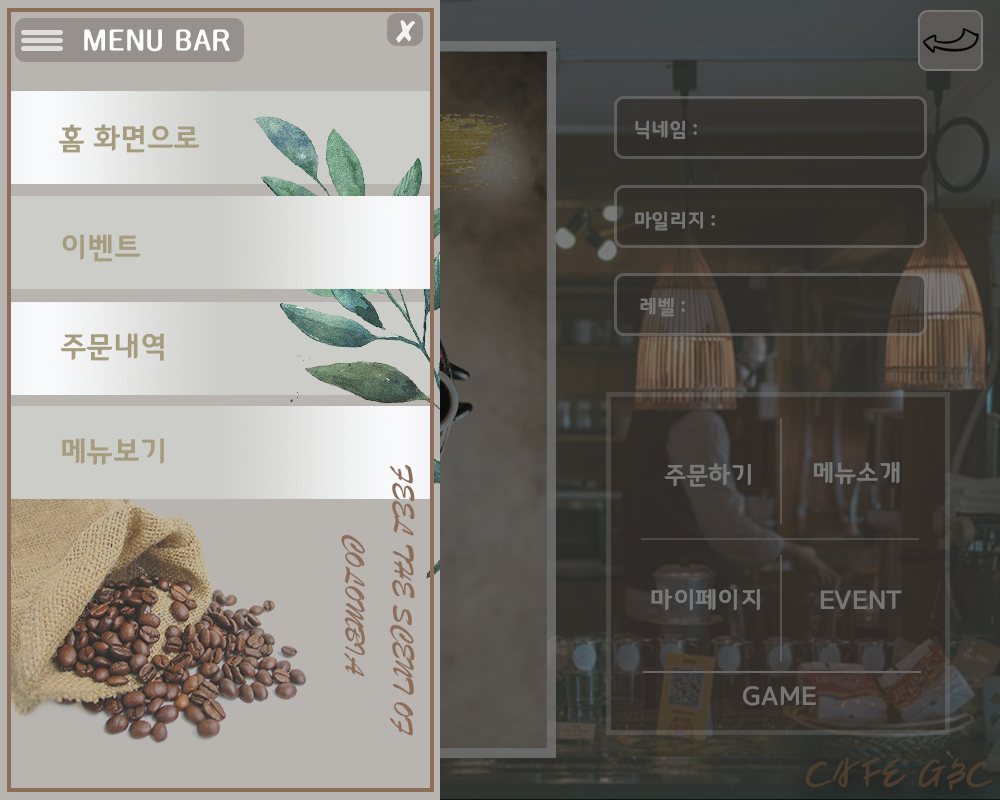 MENU BAR
X
홈 화면으로
이벤트
주문내역
메뉴보기
FEEL THE SCENT OF
COLOMBIA
닉네임 :
마일리지 :
레벨 :
주문하기
메뉴소개
마이페이지
EVENT
GAME
CAFE G3C